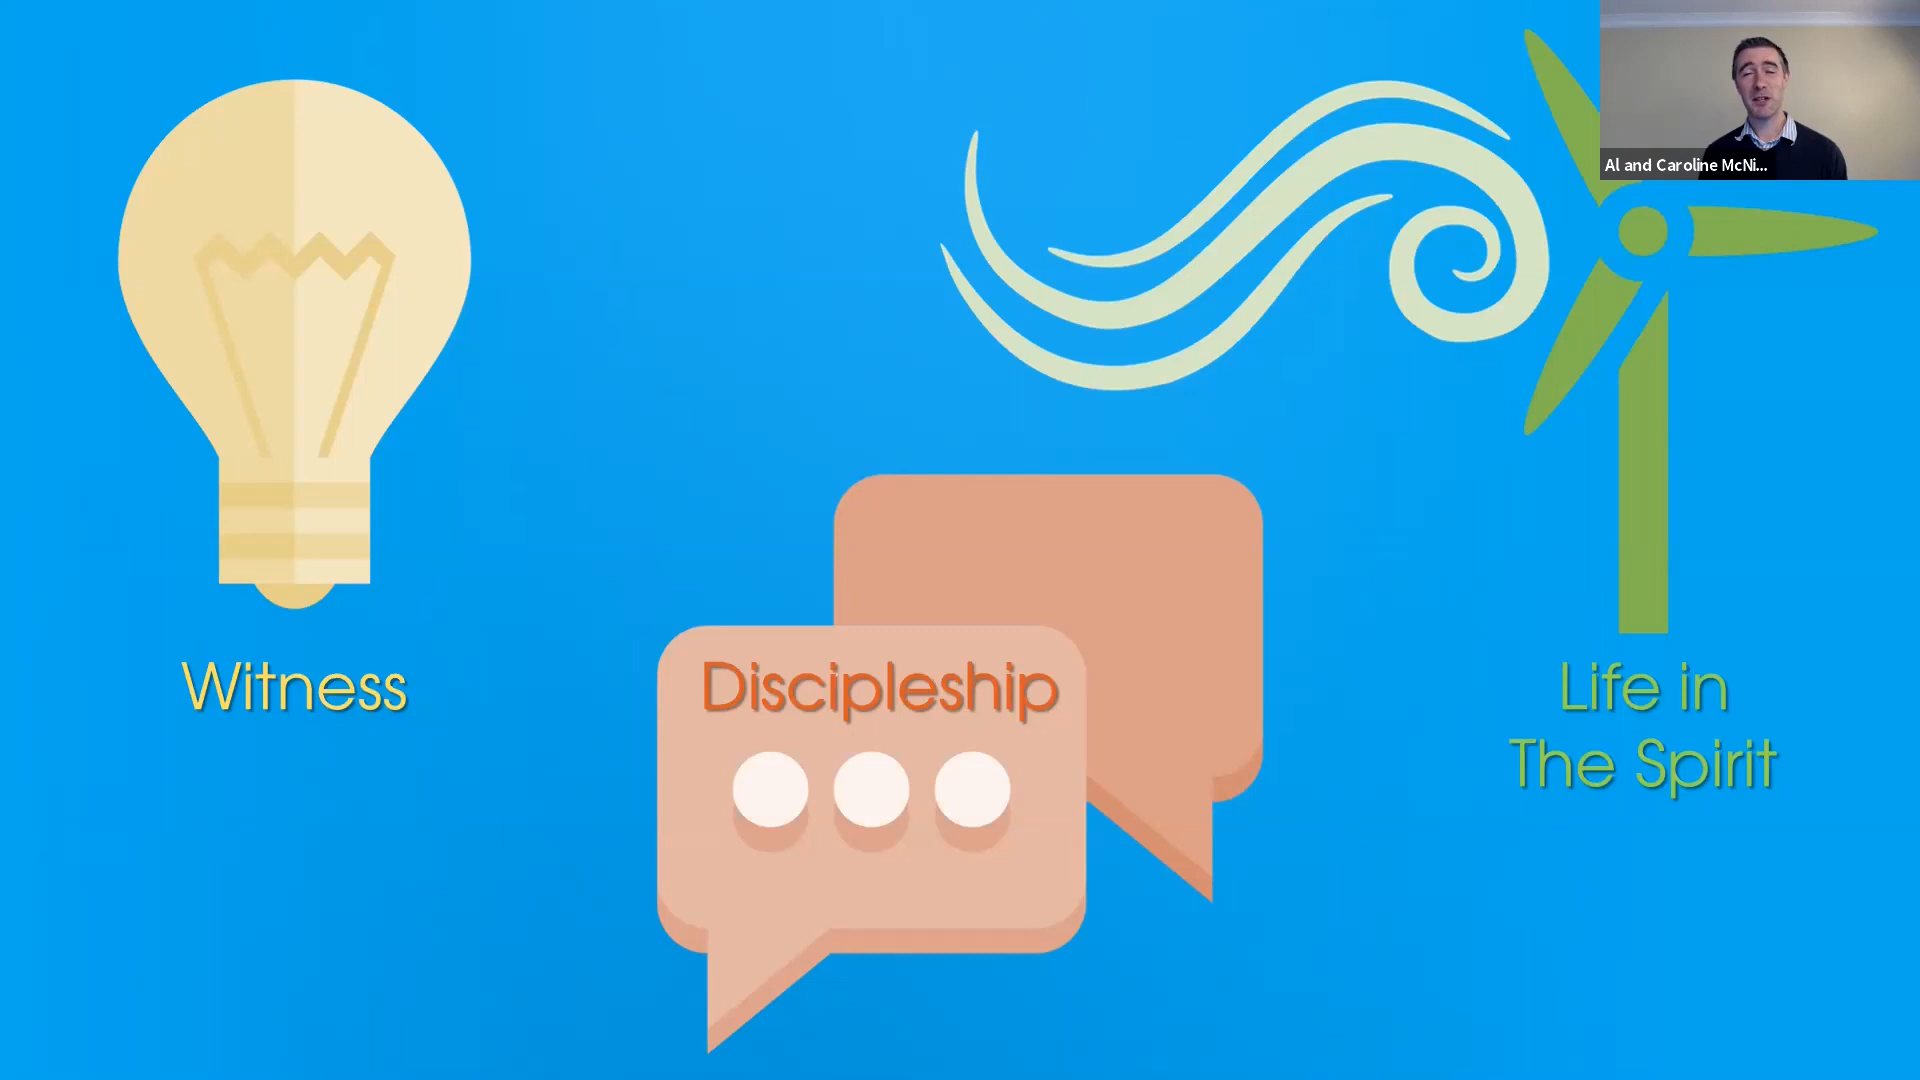 Al and Caroline McNi...
Witness
Discipleship
Life in
The Spirit